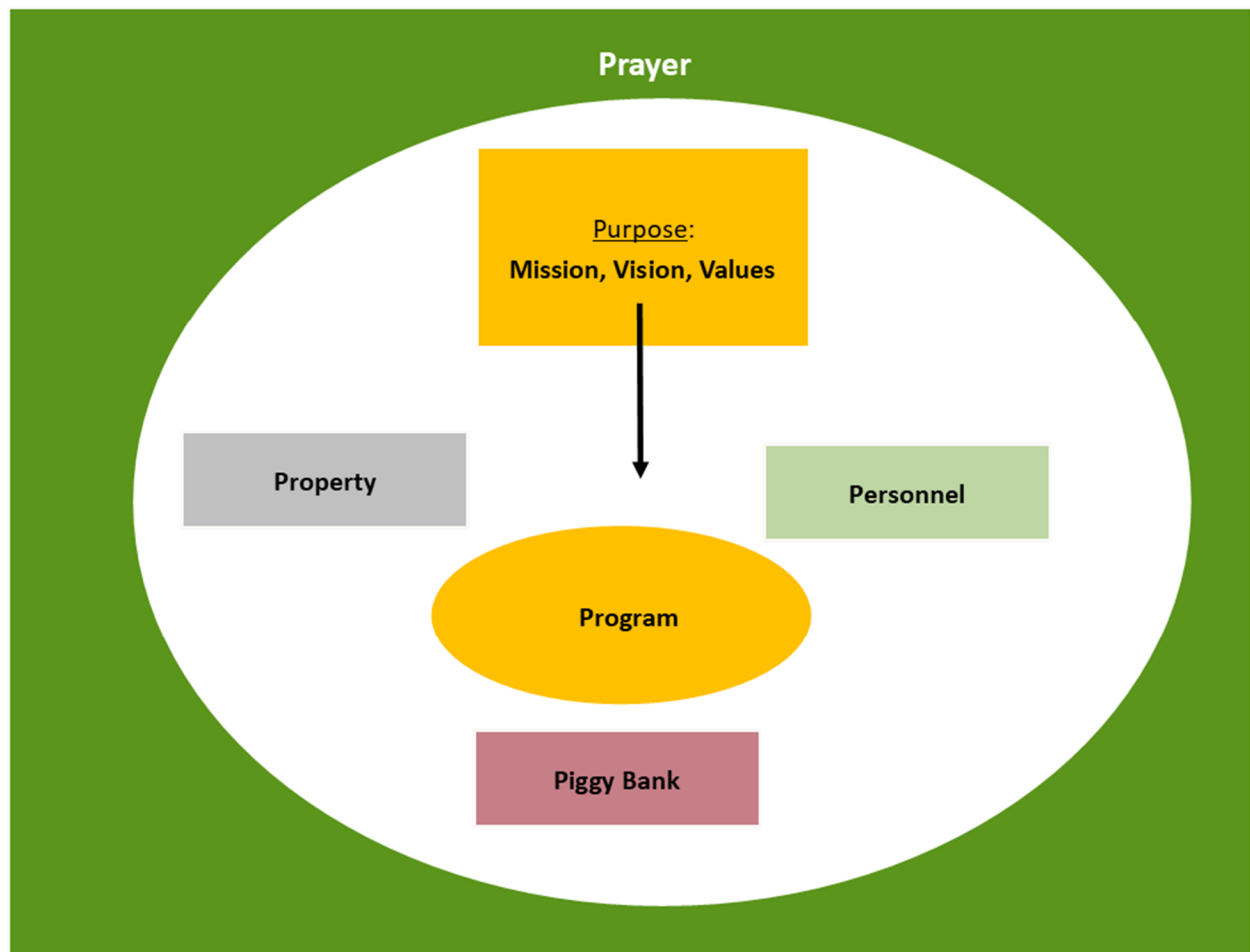 Prayer
Purpose:
Mission, Vision, Values
Property
Personnel
Program
Piggy Bank